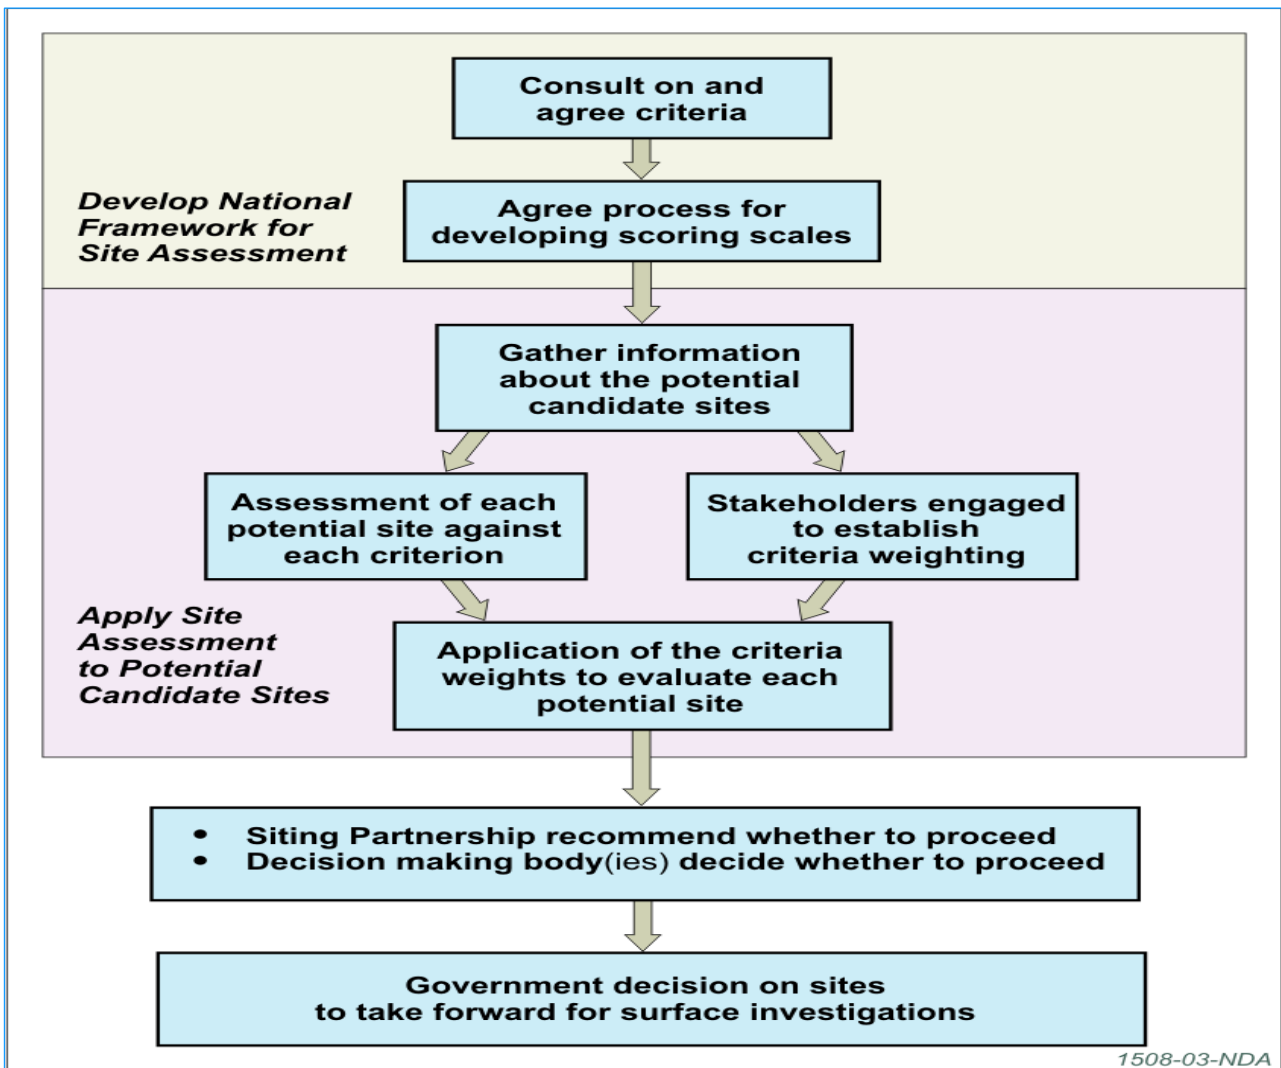 Consult on and
agree criteria
Develop National
Framework for
Site Assessment
Agree process for
developing scoring scales
Gather information
about the potential
candidate sites
Assessment of each
potential site against
each criterion
Stakeholders engaged
to establish
criteria weighting
Apply Site
Assessment
to Potential
Candidate Sites
Application of the criteria
weights to evaluate each
potential site
• Siting Partnership recommend whether to proceed
• Decision making body(ies) decide whether to proceed
Government decision on sites
to take forward for surface investigations
1508-03-NDA